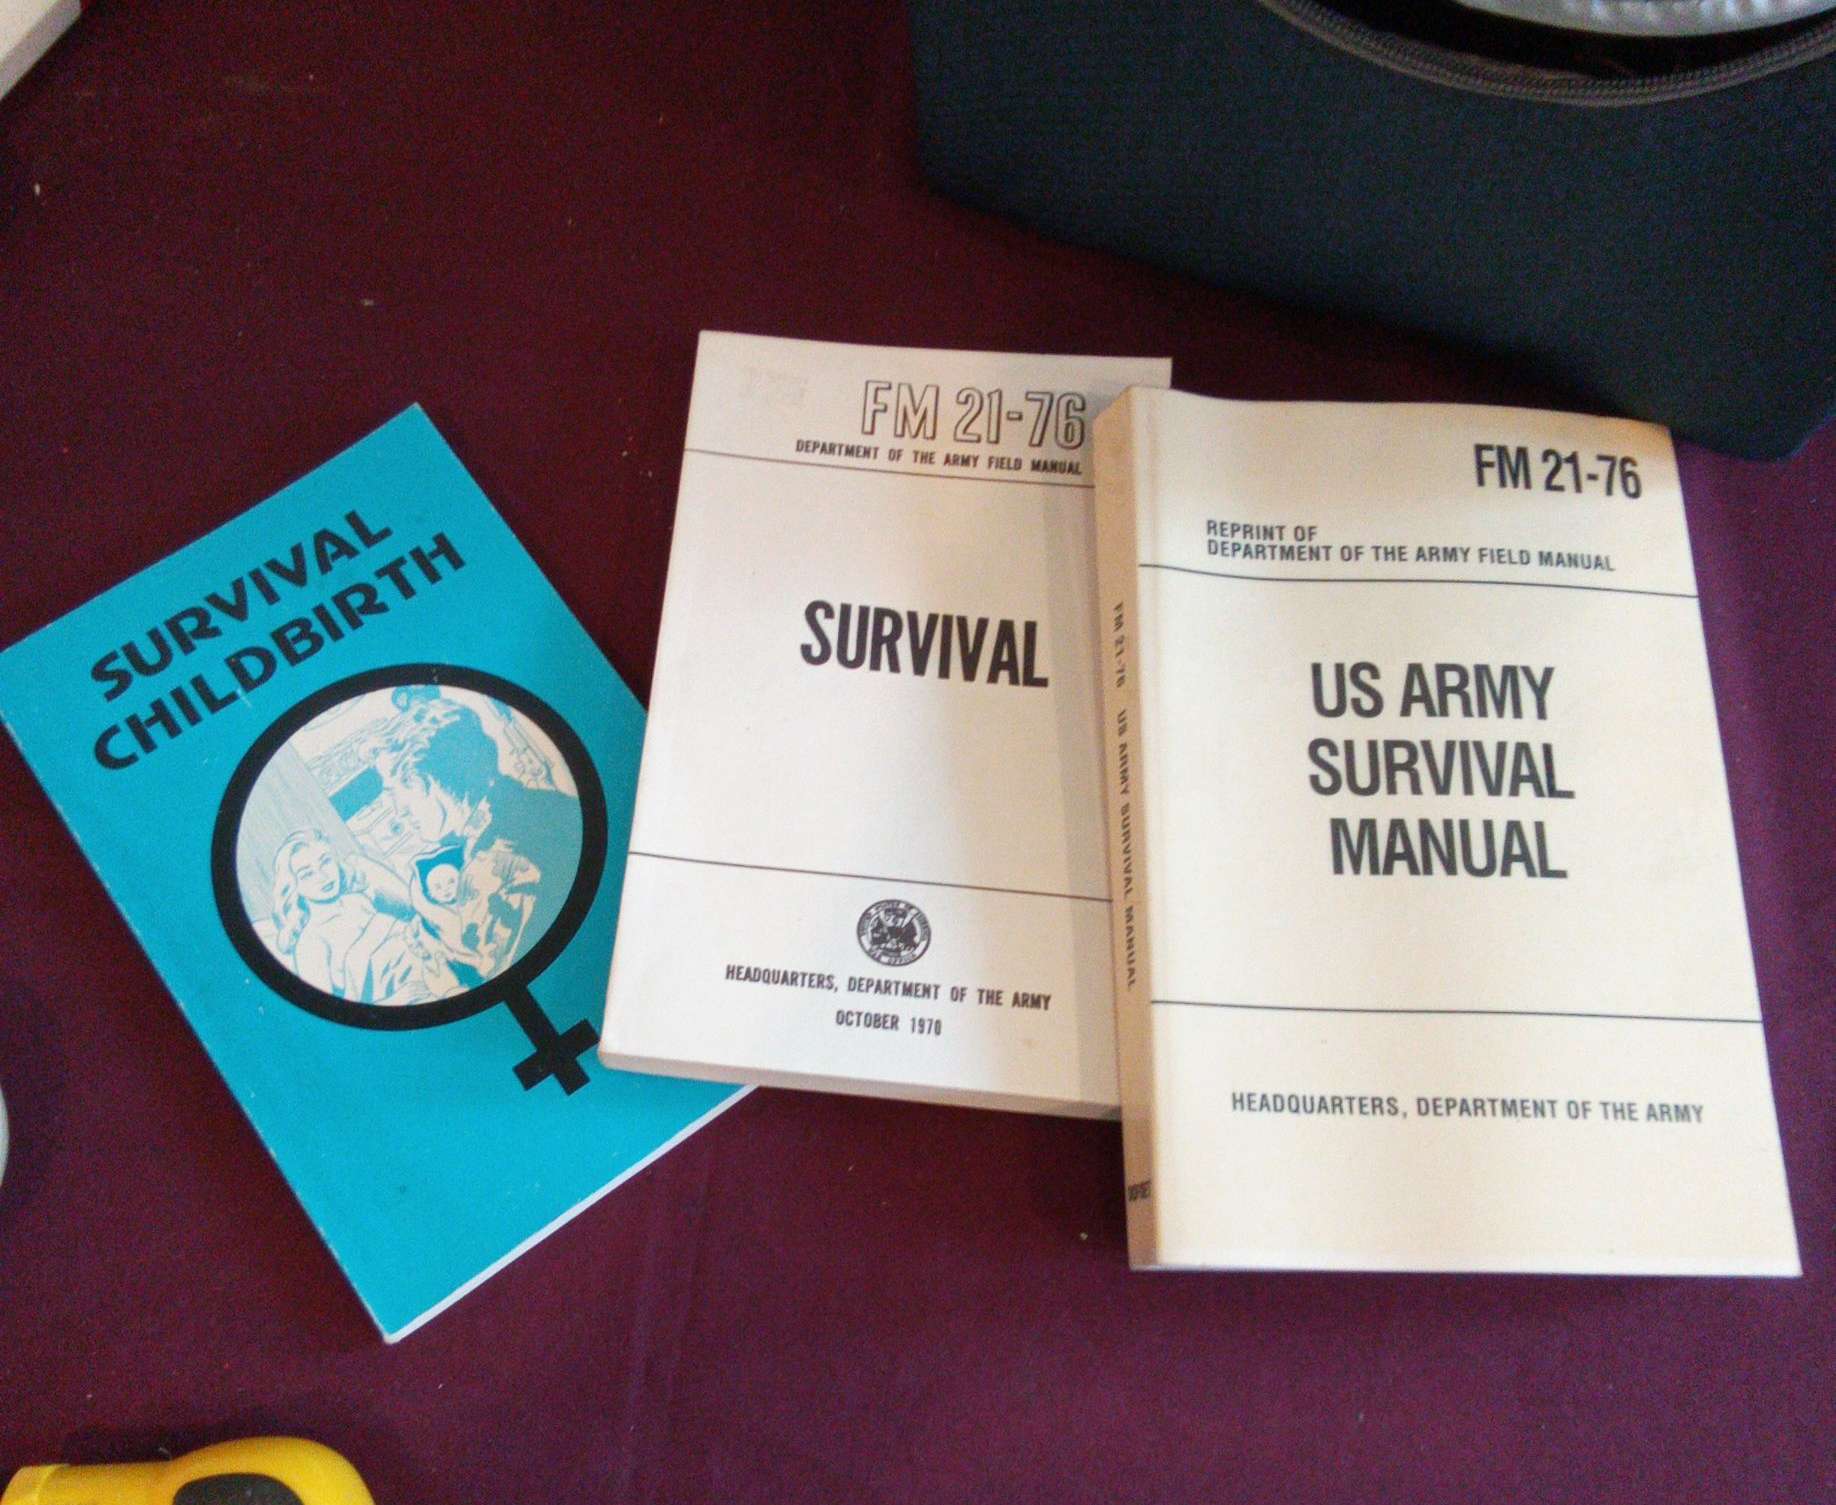 SURVIVAL
CHILDBIRTH
FM 21-76
DEPARTMENT OF THE ARMY FIELD MANUAL
SURVIVAL
HEADQUARTERS, DEPARTMENT OF THE ARMY
OCTOBER 1970
FM 21-76 US ARMY SURVIVAL MANUAL
FM 21-76
REPRINT OF
DEPARTMENT OF THE ARMY FIELD MANUAL
US ARMY
SURVIVAL
MANUAL
HEADQUARTERS, DEPARTMENT OF THE ARMY